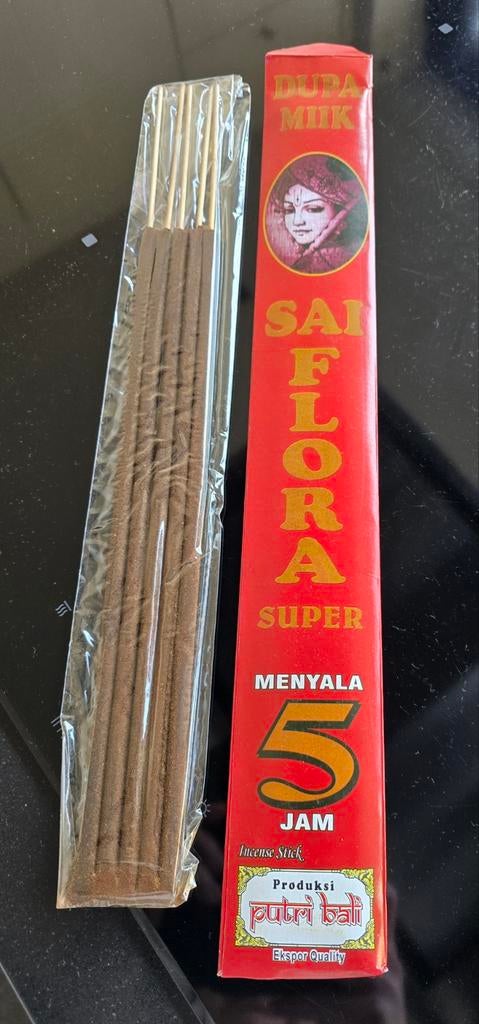 DUPA
MIIK
SAI
FLORA
SUPER
MENYALA
5
JAM
Incense Stick
Produksi
putri bali
Ekspor Quality